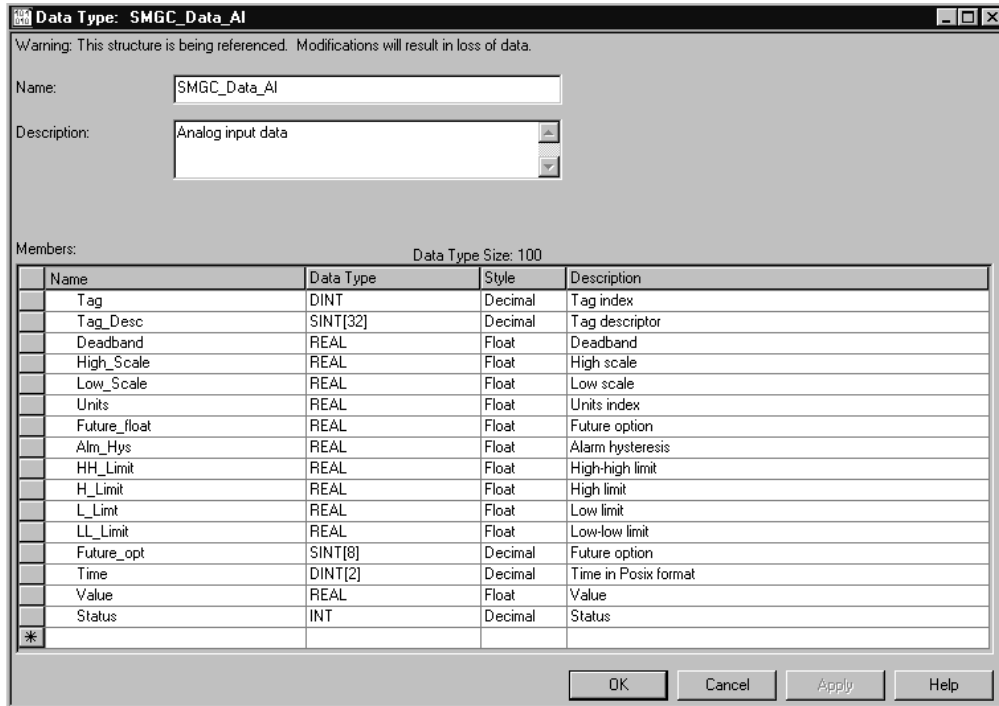 Data Type: SMGC_Data_AI
Warning: This structure is being referenced. Modifications will result in loss of data.
Name: SMGC_Data_AI
Description: Analog input data
Members: Data Type Size: 100
Name Data Type Style Description
Tag DINT Decimal Tag index
Tag_Desc SINT[32] Decimal Tag descriptor
Deadband REAL Float Deadband
High_Scale REAL Float High scale
Low_Scale REAL Float Low scale
Units REAL Float Units index
Future_float REAL Float Future option
Alm_Hys REAL Float Alarm hysteresis
HH_Limit REAL Float High-high limit
H_Limit REAL Float High limit
L_Limt REAL Float Low limit
LL_Limit REAL Float Low-low limit
Future_opt SINT[8] Decimal Future option
Time DINT[2] Decimal Time in Posix format
Value REAL Float Value
Status INT Decimal Status
OK Cancel Apply Help